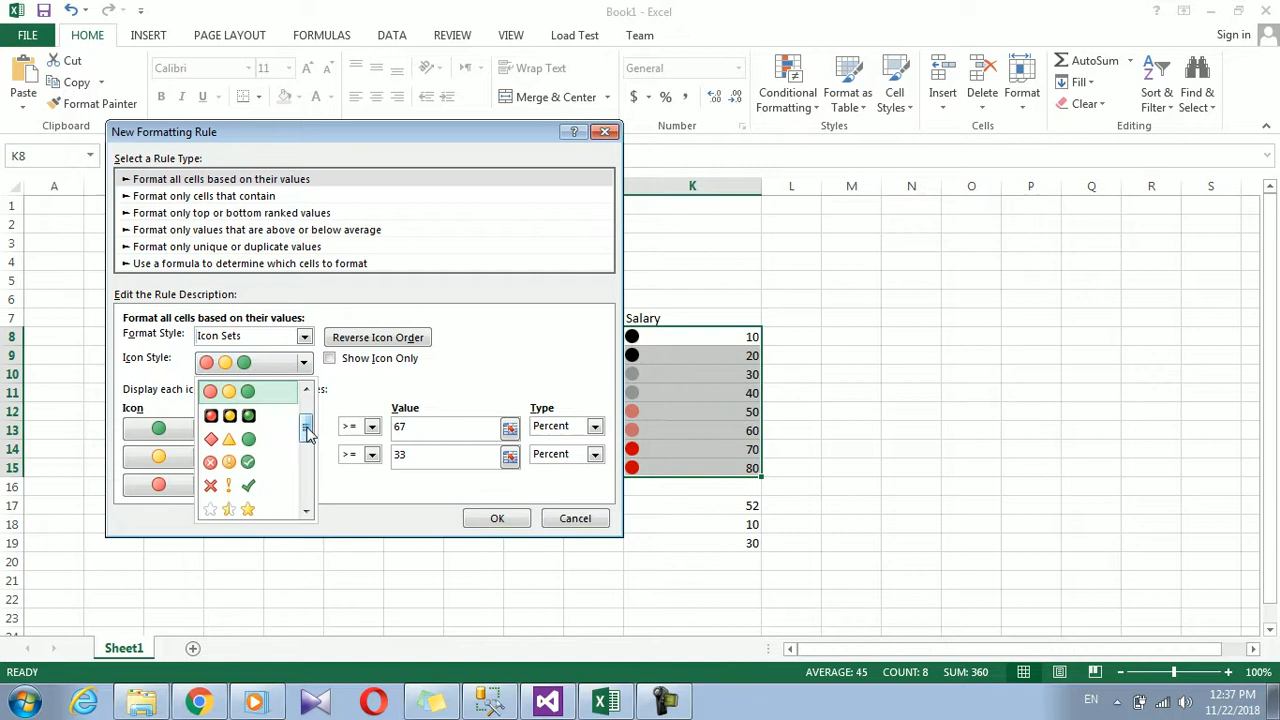 Book1 - Excel
FILE HOME INSERT PAGE LAYOUT FORMULAS DATA REVIEW VIEW Load Test Team Sign in
Cut
Copy
Format Painter
Paste
Clipboard
Calibri 11
B I U
Wrap Text
Merge & Center
General
$ % ,
Number
Conditional Formatting
Format as Table
Cell Styles
Styles
Insert Delete Format
Cells
AutoSum
Fill
Clear
Sort & Filter
Find & Select
Editing
K8
New Formatting Rule
Select a Rule Type:
► Format all cells based on their values
► Format only cells that contain
► Format only top or bottom ranked values
► Format only values that are above or below average
► Format only unique or duplicate values
► Use a formula to determine which cells to format
Edit the Rule Description:
Format all cells based on their values:
Format Style: Icon Sets Reverse Icon Order
Icon Style: Show Icon Only
Display each ic es:
Icon Value Type
>= 67 Percent
>= 33 Percent
OK Cancel
A K L M N O P Q R S
1
2
3
4
5
6
7 Salary
8 10
9 20
10 30
11 40
12 50
13 60
14 70
15 80
16
17 52
18 10
19 30
20
21
22
23
Sheet1
READY AVERAGE: 45 COUNT: 8 SUM: 360 100%
EN 12:37 PM
11/22/2018